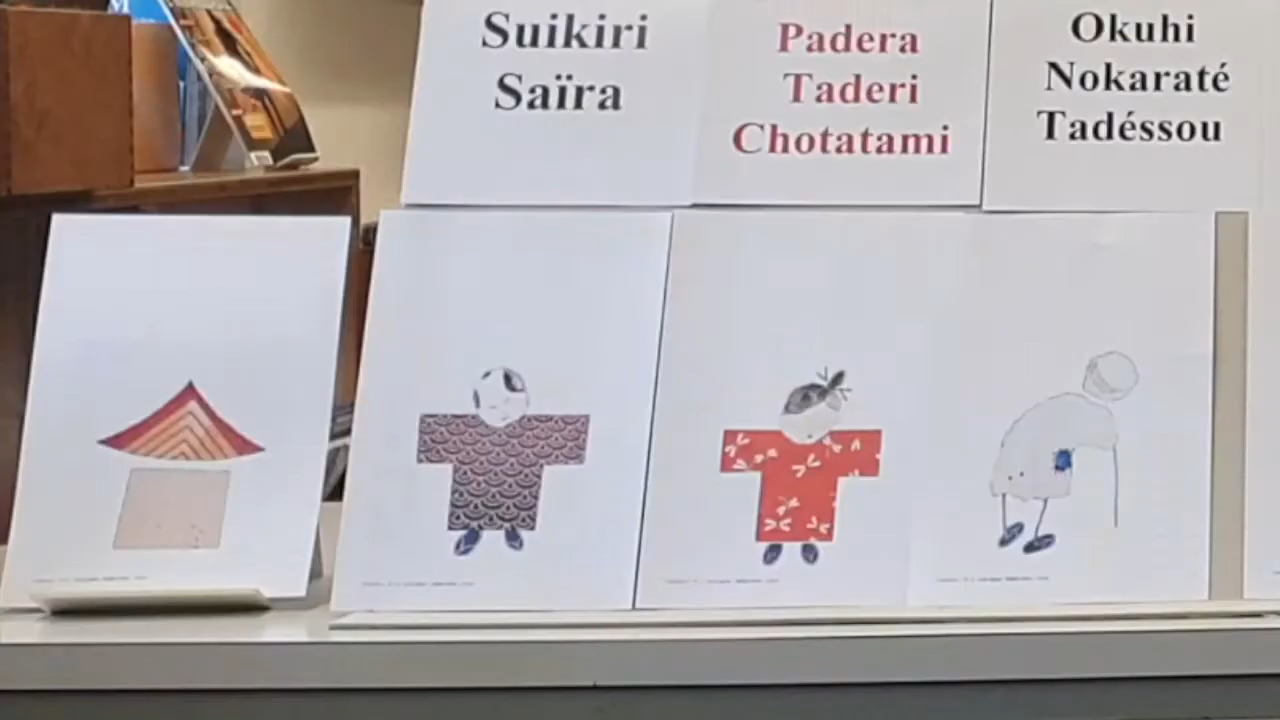 Suikiri
Saïra
Padera
Taderi
Chotatami
Okuhi
Nokaraté
Tadéssou